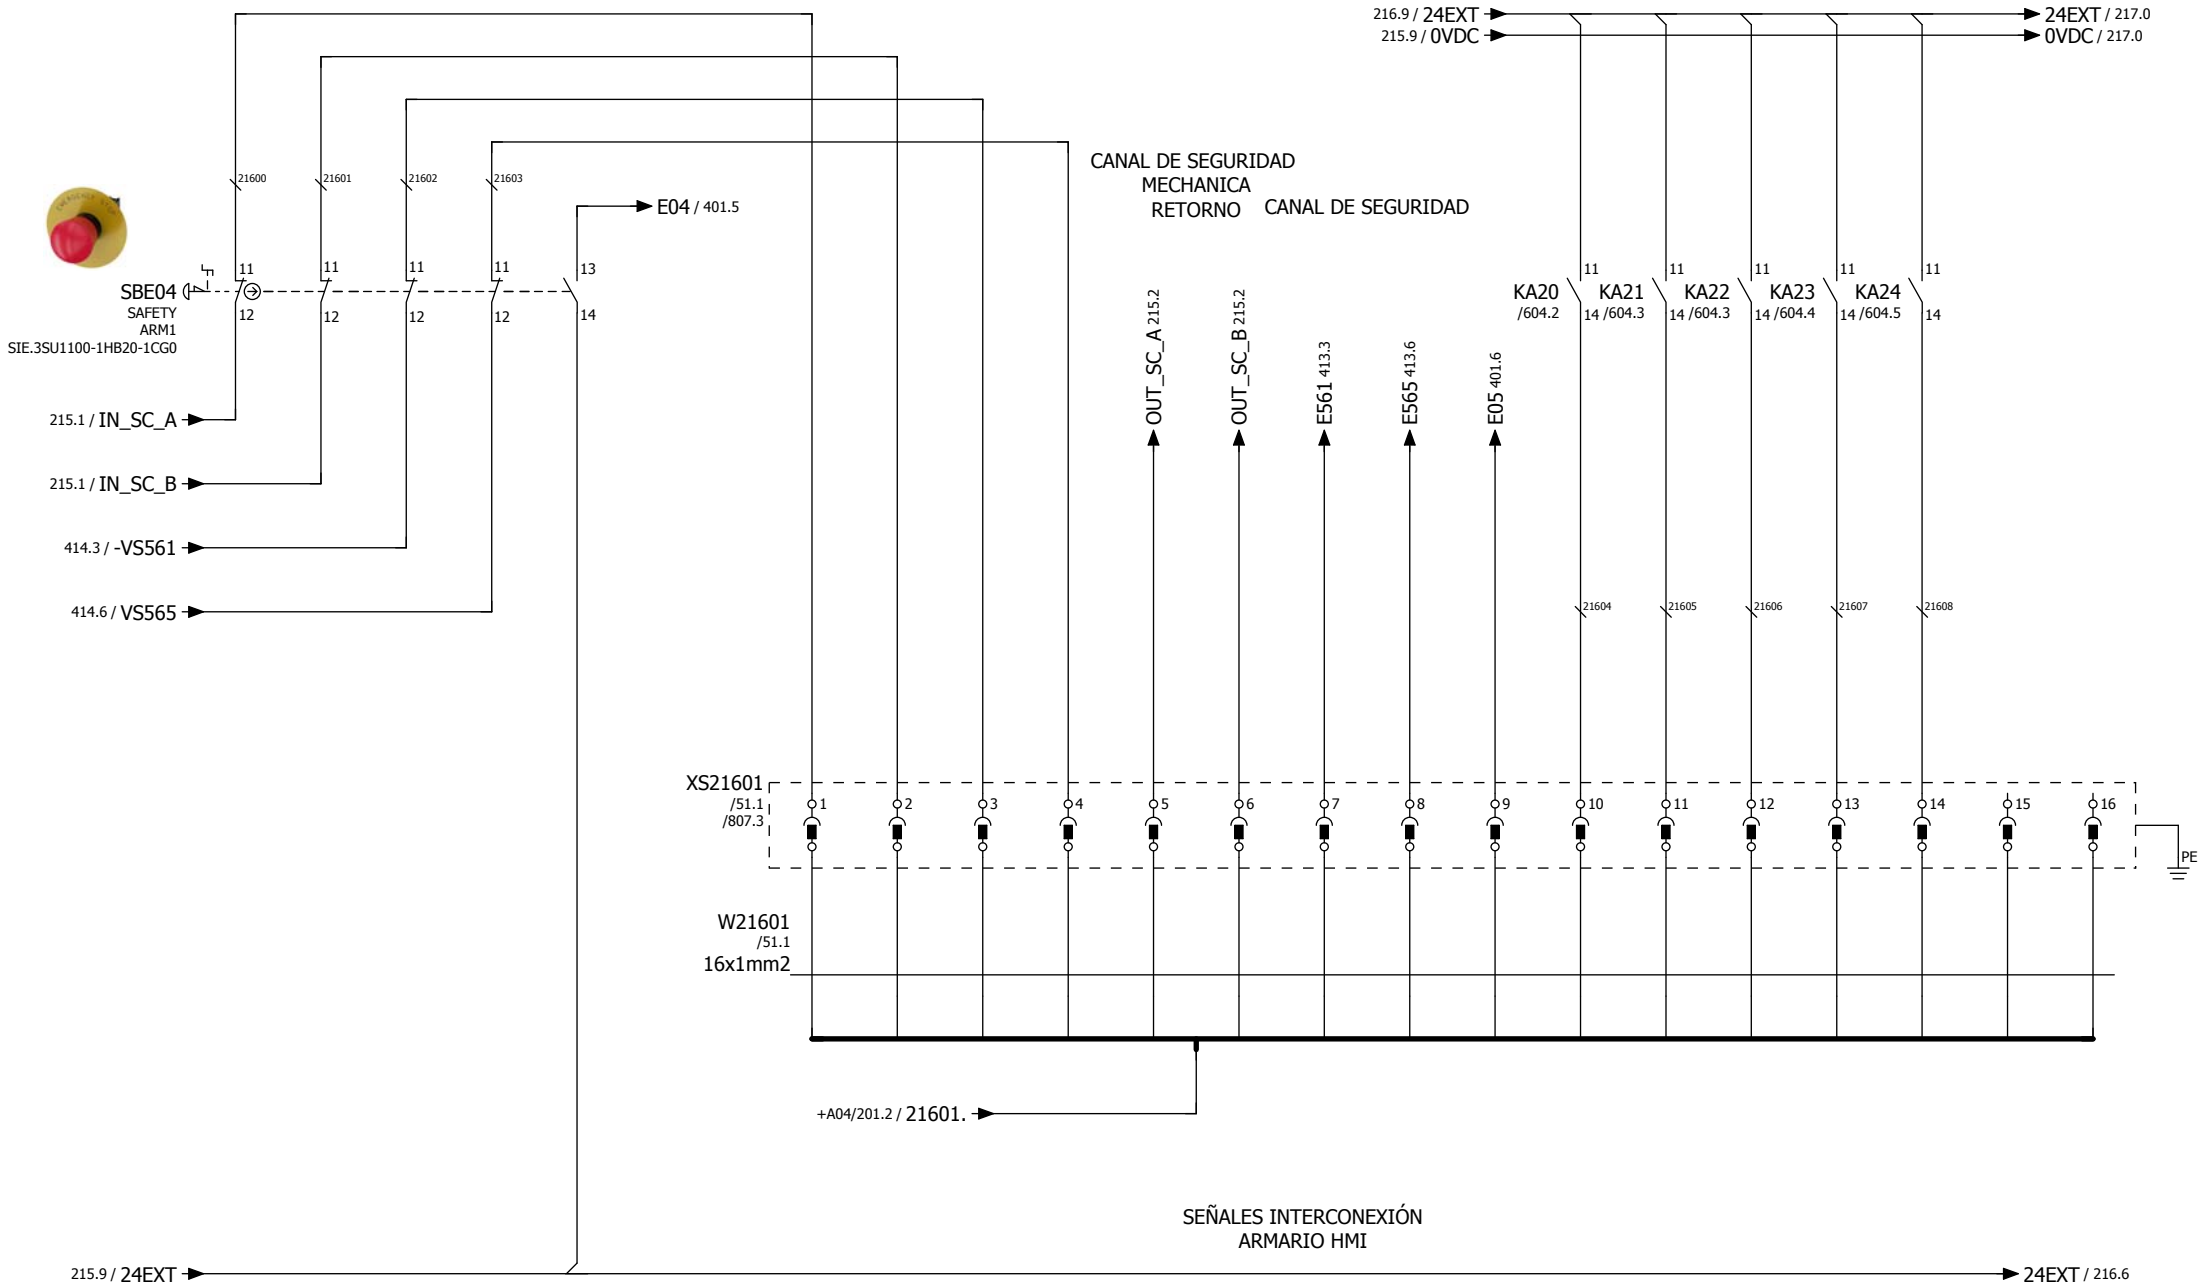 216.9 / 24EXT
24EXT / 217.0
215.9 / 0VDC
0VDC / 217.0
CANAL DE SEGURIDAD
MECHANICA
RETORNO
CANAL DE SEGURIDAD
21600
21601
21602
21603
E04 / 401.5
EMERGENCY STOP
11
11
11
11
13
SBE04
SAFETY
ARM1
SIE.3SU1100-1HB20-1CG0
12
12
12
12
14
11
11
11
11
11
KA20
/604.2
KA21
/604.3
KA22
/604.3
KA23
/604.4
KA24
/604.5
14
14
14
14
14
OUT_SC_A 215.2
OUT_SC_B 215.2
E561 413.3
E565 413.6
E05 401.6
215.1 / IN_SC_A
215.1 / IN_SC_B
414.3 / -VS561
414.6 / VS565
21604
21605
21606
21607
21608
XS21601
/51.1
/807.3
1
2
3
4
5
6
7
8
9
10
11
12
13
14
15
16
PE
W21601
/51.1
16x1mm2
+A04/201.2 / 21601.
SEÑALES INTERCONEXIÓN
ARMARIO HMI
215.9 / 24EXT
24EXT / 216.6